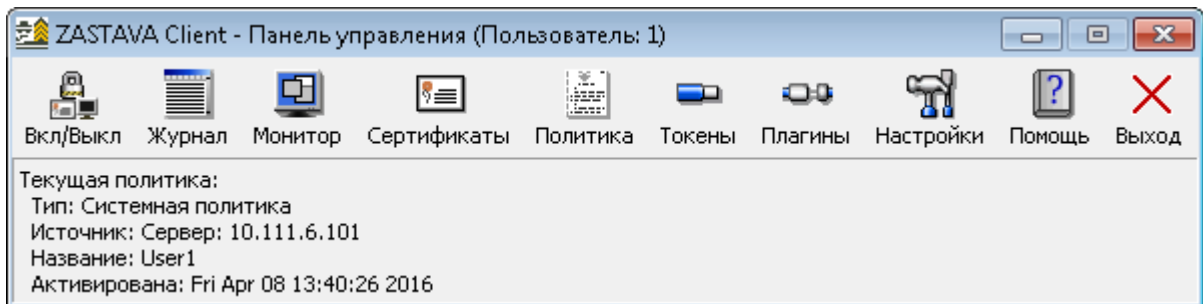 ZASTAVA Client - Панель управления (Пользователь: 1)
Вкл/Выкл Журнал Монитор Сертификаты Политика Токены Плагины Настройки Помощь Выход
Текущая политика:
Тип: Системная политика
Источник: Сервер: 10.111.6.101
Название: User1
Активирована: Fri Apr 08 13:40:26 2016